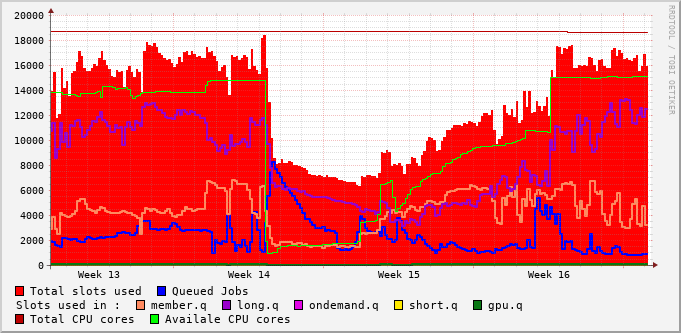 20000
18000
16000
14000
12000
10000
8000
6000
4000
2000
0
Week 13 Week 14 Week 15 Week 16
Total slots used Queued Jobs
Slots used in : member.q long.q ondemand.q short.q gpu.q
Total CPU cores Availale CPU cores
RRDTOOL / TOBI OETIKER